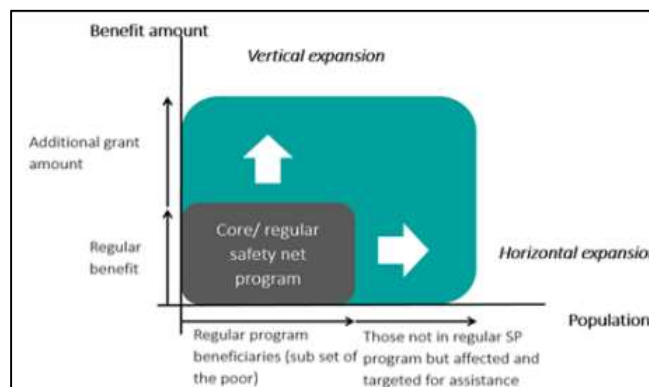 Benefit amount
Vertical expansion
Additional grant
amount
Regular
benefit
Core/ regular
safety net
program
Horizontal expansion
Population
Regular program
beneficiaries (sub set of
the poor)
Those not in regular SP
program but affected and
targeted for assistance